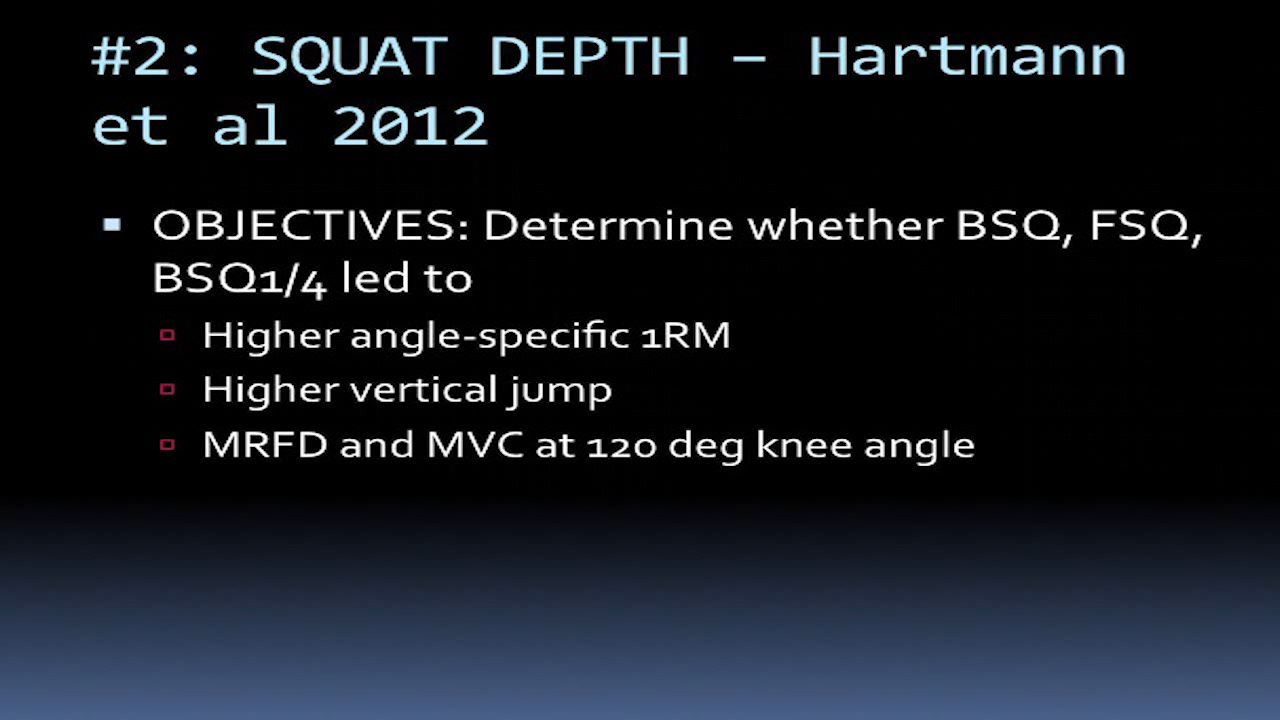 #2: SQUAT DEPTH – Hartmann
et al 2012
OBJECTIVES: Determine whether BSQ, FSQ,
BSQ1/4 led to
Higher angle-specific 1RM
Higher vertical jump
MRFD and MVC at 120 deg knee angle